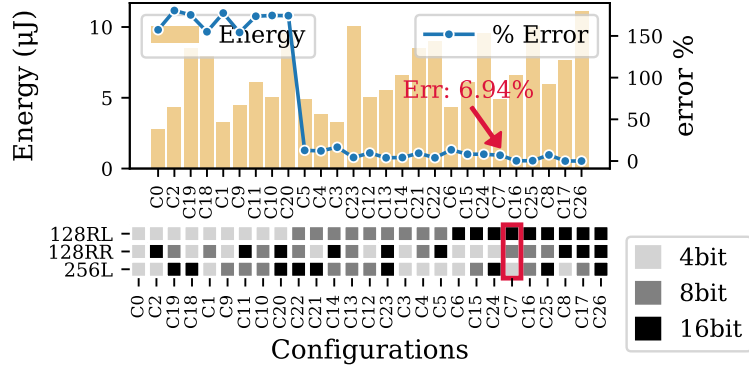 Energy (μJ)
10
5
0
Energy
% Error
Err: 6.94%
150
100
50
0
error %
C0 C2 C19 C18 C1 C9 C11 C10 C20 C5 C4 C3 C23 C12 C13 C14 C21 C22 C6 C15 C24 C7 C16 C25 C8 C17 C26
128RL
128RR
256L
C0 C2 C19 C18 C1 C9 C11 C10 C20 C22 C21 C14 C13 C12 C23 C3 C4 C5 C6 C15 C24 C7 C16 C25 C8 C17 C26
Configurations
4bit
8bit
16bit